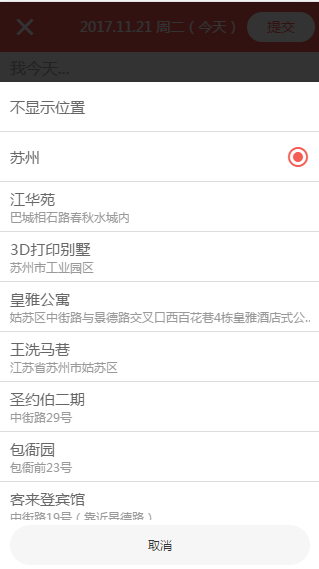 2017.11.21 周二（今天）
提交
我今天...
不显示位置
苏州
江华苑
巴城相石路春秋水城内
3D打印别墅
苏州市工业园区
皇雅公寓
姑苏区中街路与景德路交叉口西百花巷4栋皇雅酒店式公..
王洗马巷
江苏省苏州市姑苏区
圣约伯二期
中街路29号
包衙园
包衙前23号
客来登宾馆
中街路19号（靠近景德路）
取消